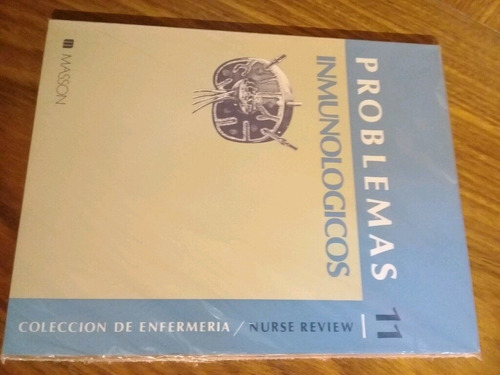 PROBLEMAS 11
INMUNOLOGICOS
MASSON
COLECCION DE ENFERMERIA / NURSE REVIEW